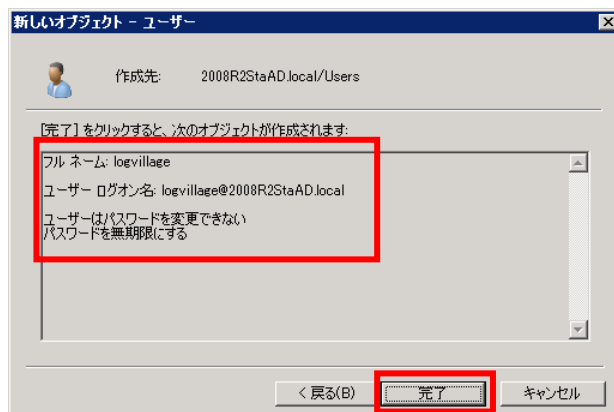 新しいオブジェクト - ユーザー
作成先: 2008R2StaAD.local/Users
[完了] をクリックすると、次のオブジェクトが作成されます:
フル ネーム: logvillage
ユーザー ログオン名: logvillage@2008R2StaAD.local
ユーザーはパスワードを変更できない
パスワードを無期限にする
< 戻る(B) 完了 キャンセル